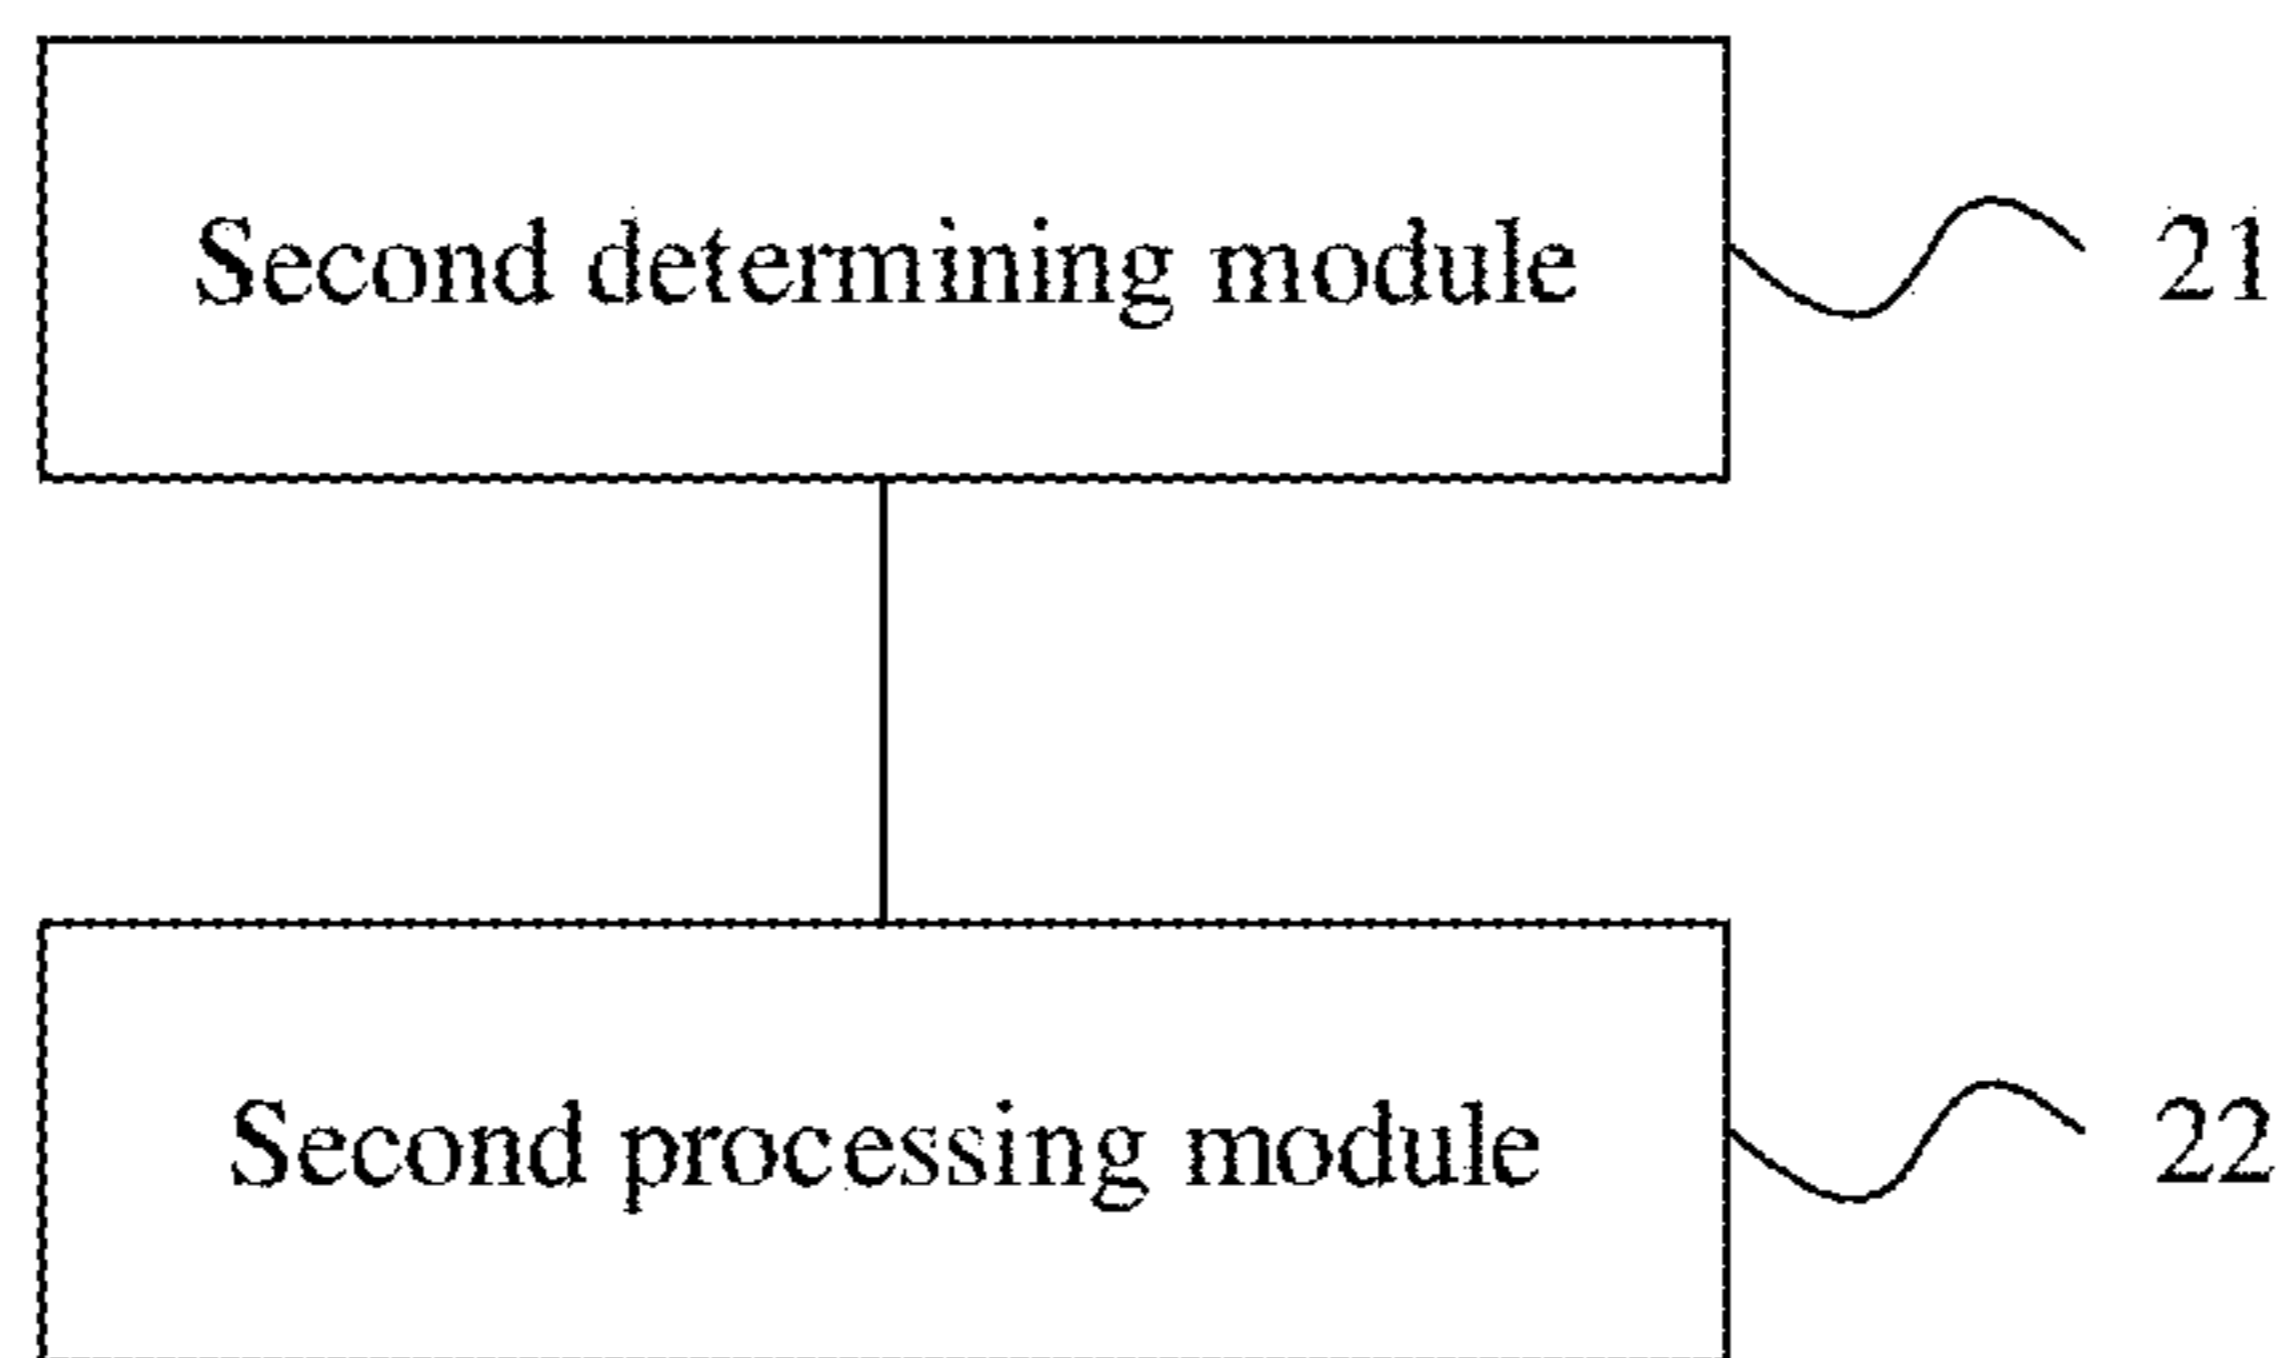 Second determining module 21
Second processing module 22